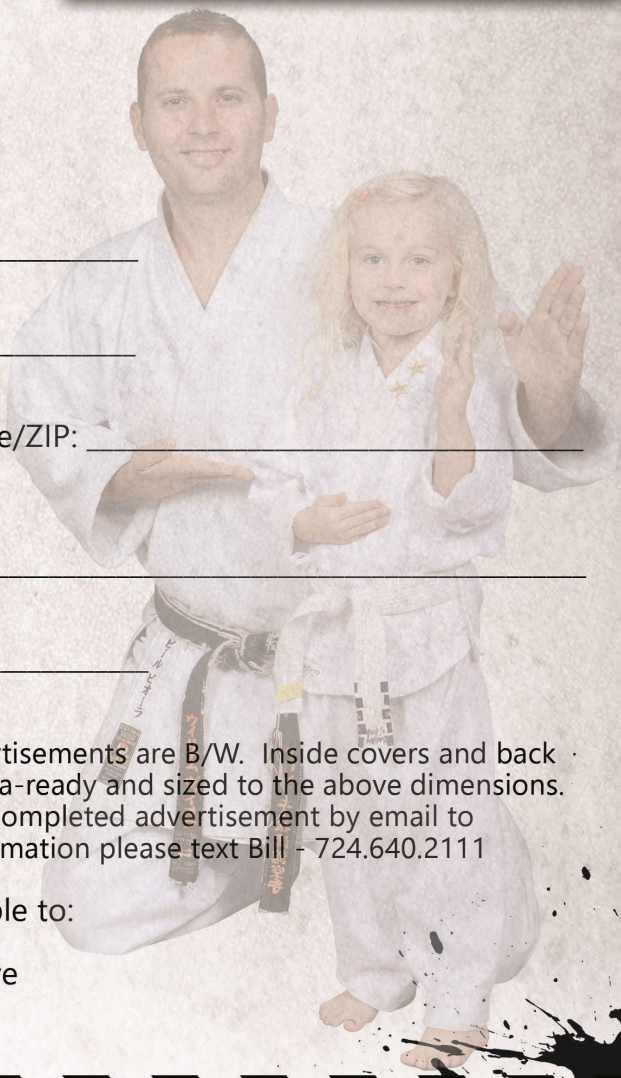 e/ZIP:
rtisements are B/W. Inside covers and back
a-ready and sized to the above dimensions.
ompleted advertisement by email to
mation please text Bill - 724.640.2111
ble to:
e